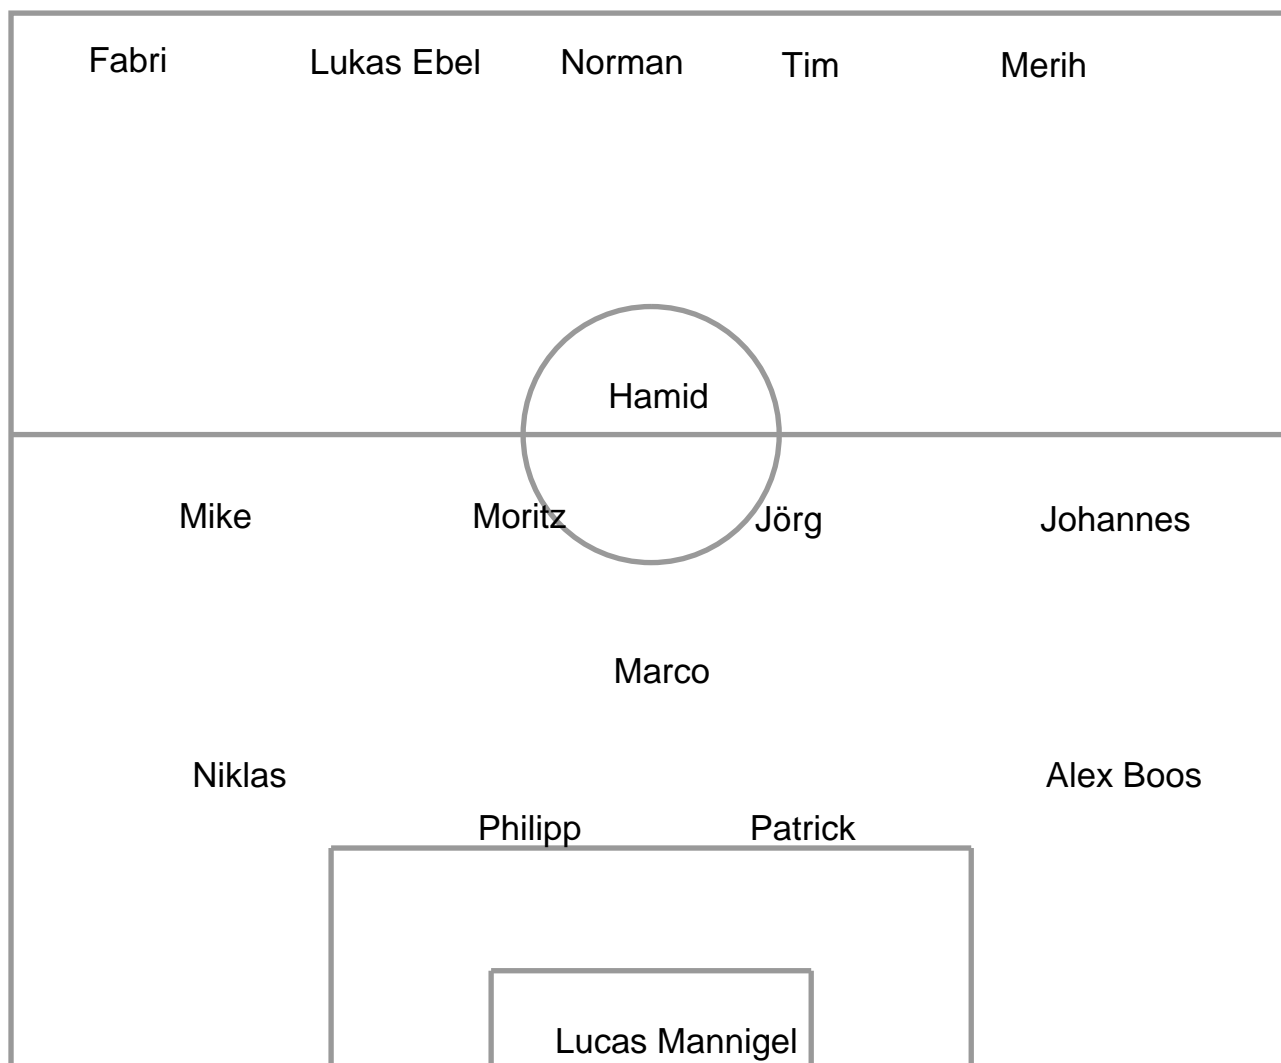 Fabri Lukas Ebel Norman Tim Merih
Hamid
Mike Moritz Jörg Johannes
Marco
Niklas Alex Boos
Philipp Patrick
Lucas Mannigel